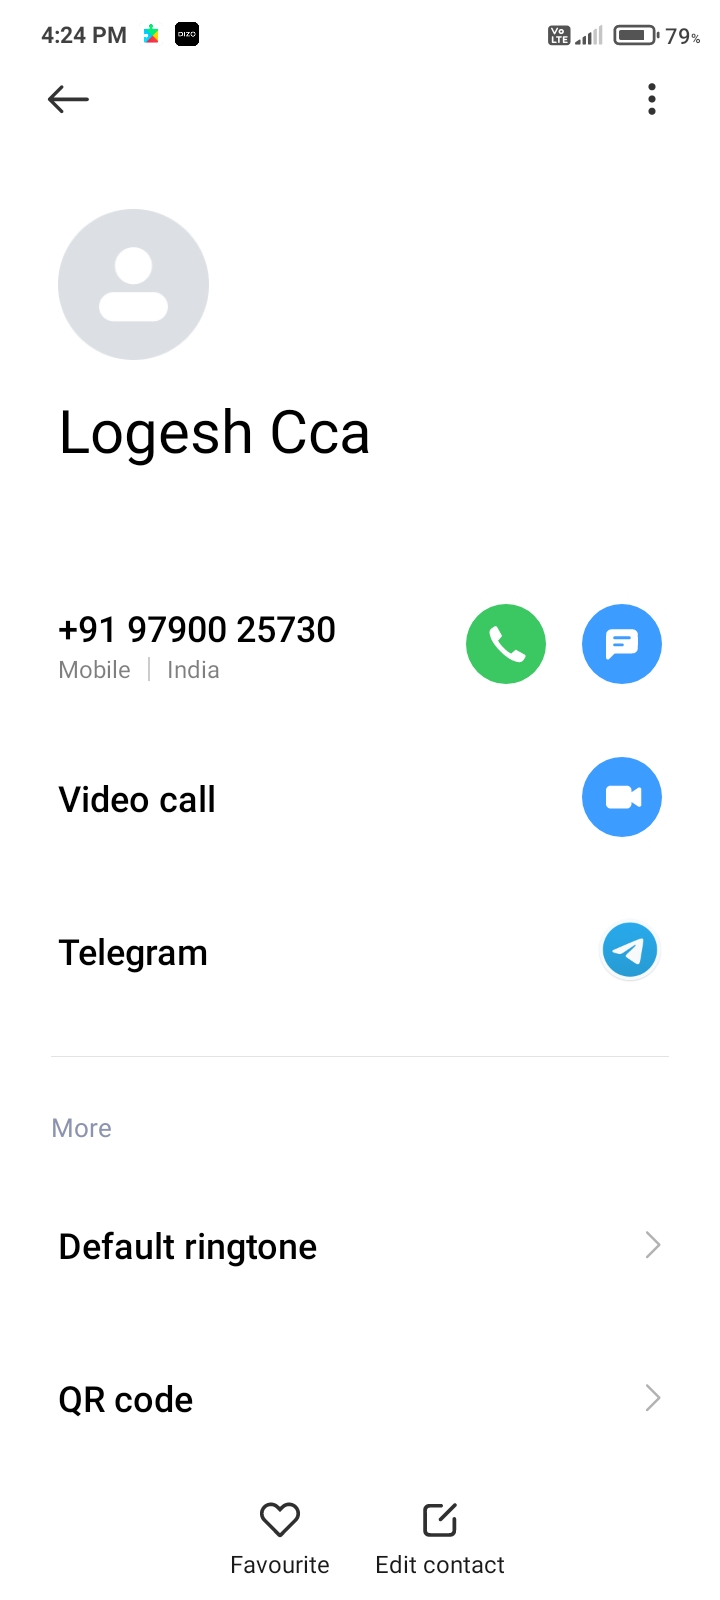 4:24 PM DIZO Vo LTE 79%
Logesh Cca
+91 97900 25730
Mobile | India
Video call
Telegram
More
Default ringtone
QR code
Favourite Edit contact